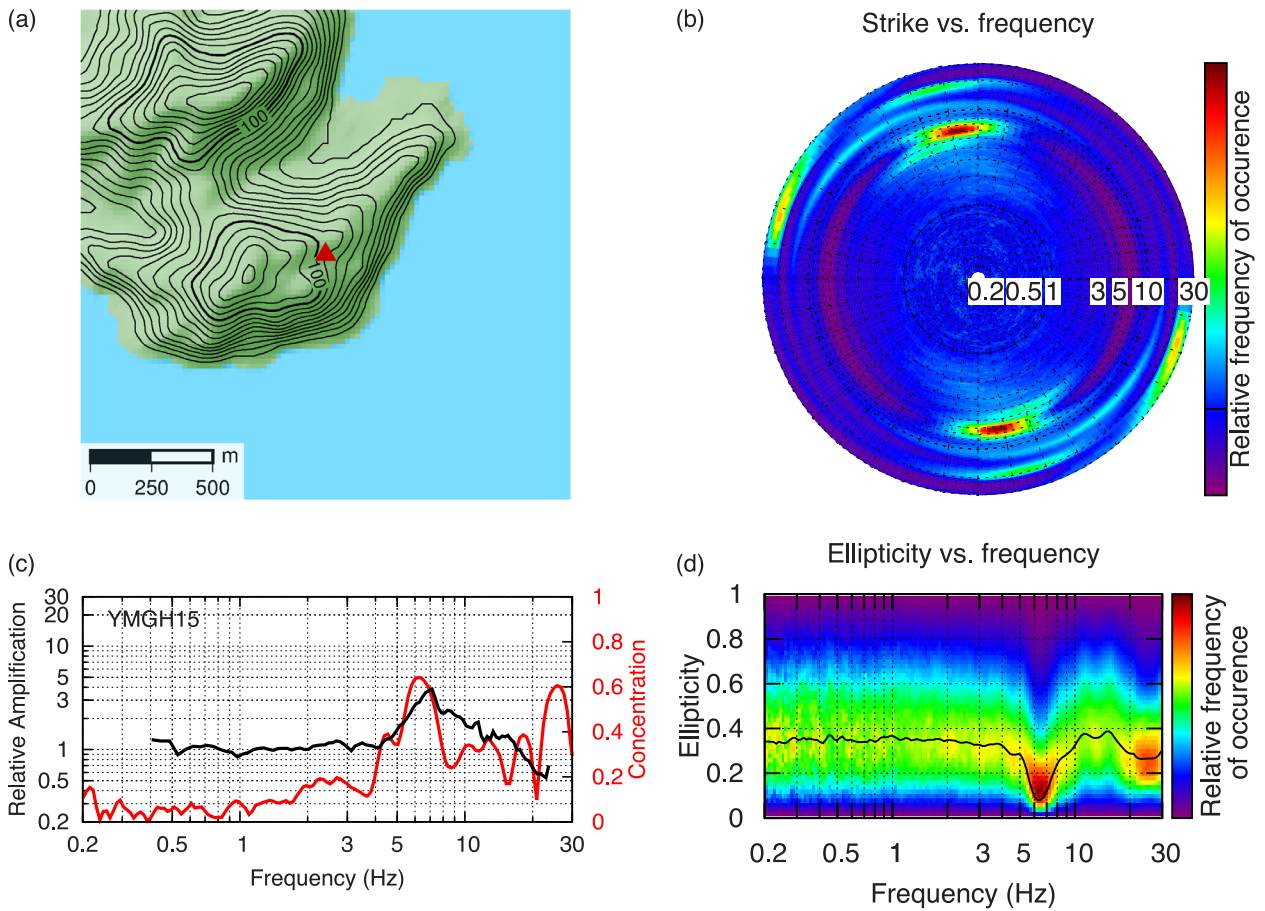 (a)
100
100
m
0 250 500
(b)
Strike vs. frequency
0.2 0.5 1 3 5 10 30
Relative frequency of occurence
(c)
YMGH15
30
20
10
5
3
2
1
0.5
0.2
Relative Amplification
1
0.8
0.6
0.4
0.2
0
Concentration
0.2 0.5 1 3 5 10 30
Frequency (Hz)
Ellipticity vs. frequency
(d)
1
0.8
0.6
0.4
0.2
0
Ellipticity
0.2 0.5 1 3 5 10 30
Frequency (Hz)
Relative frequency
of occurence